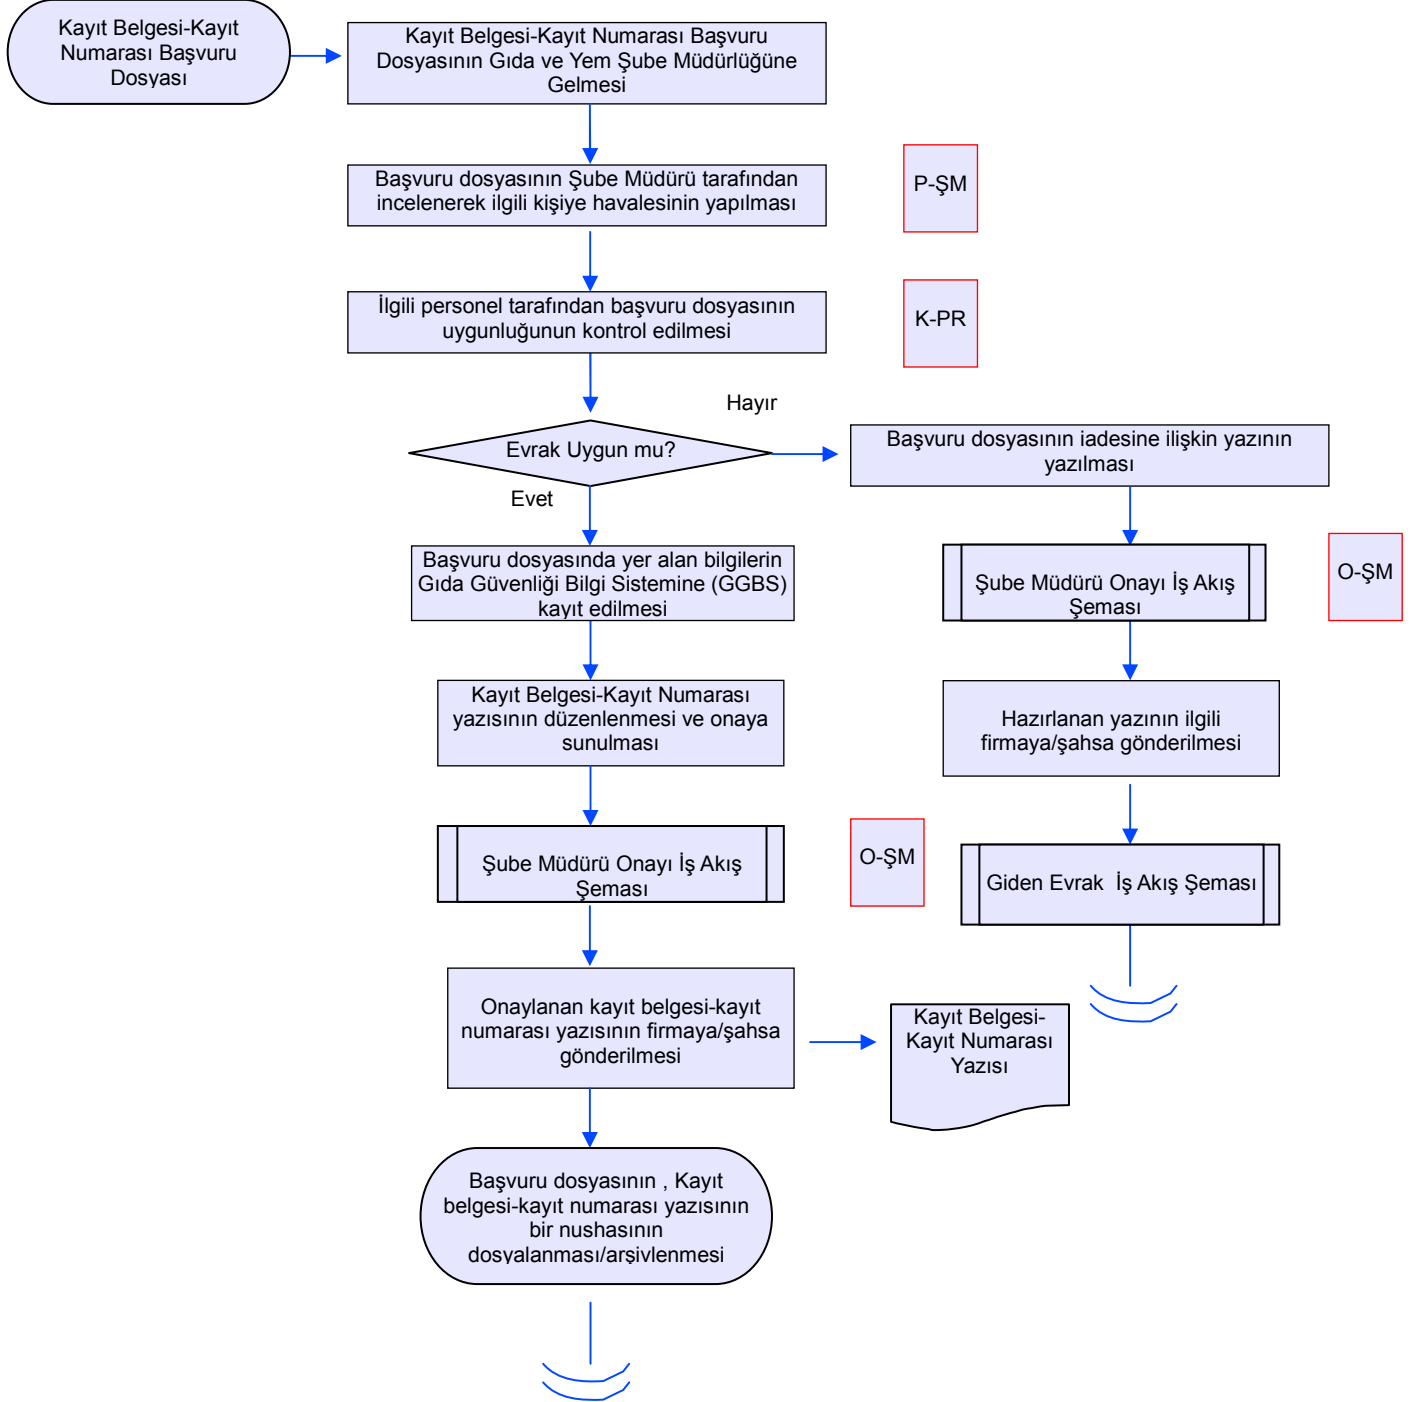 Kayıt Belgesi-Kayıt
Numarası Başvuru
Dosyası
Kayıt Belgesi-Kayıt Numarası Başvuru
Dosyasının Gıda ve Yem Şube Müdürlüğüne
Gelmesi
Başvuru dosyasının Şube Müdürü tarafından
incelenerek ilgili kişiye havalesinin yapılması
P-ŞM
İlgili personel tarafından başvuru dosyasının
uygunluğunun kontrol edilmesi
K-PR
Hayır
Evrak Uygun mu?
Başvuru dosyasının iadesine ilişkin yazının
yazılması
Evet
Başvuru dosyasında yer alan bilgilerin
Gıda Güvenliği Bilgi Sistemine (GGBS)
kayıt edilmesi
Şube Müdürü Onayı İş Akış
Şeması
O-ŞM
Kayıt Belgesi-Kayıt Numarası
yazısının düzenlenmesi ve onaya
sunulması
Hazırlanan yazının ilgili
firmaya/şahsa gönderilmesi
Şube Müdürü Onayı İş Akış
Şeması
O-ŞM
Giden Evrak  İş Akış Şeması
Onaylanan kayıt belgesi-kayıt
numarası yazısının firmaya/şahsa
gönderilmesi
Kayıt Belgesi-
Kayıt Numarası
Yazısı
Başvuru dosyasının , Kayıt
belgesi-kayıt numarası yazısının
bir nushasının
dosyalanması/arşivlenmesi